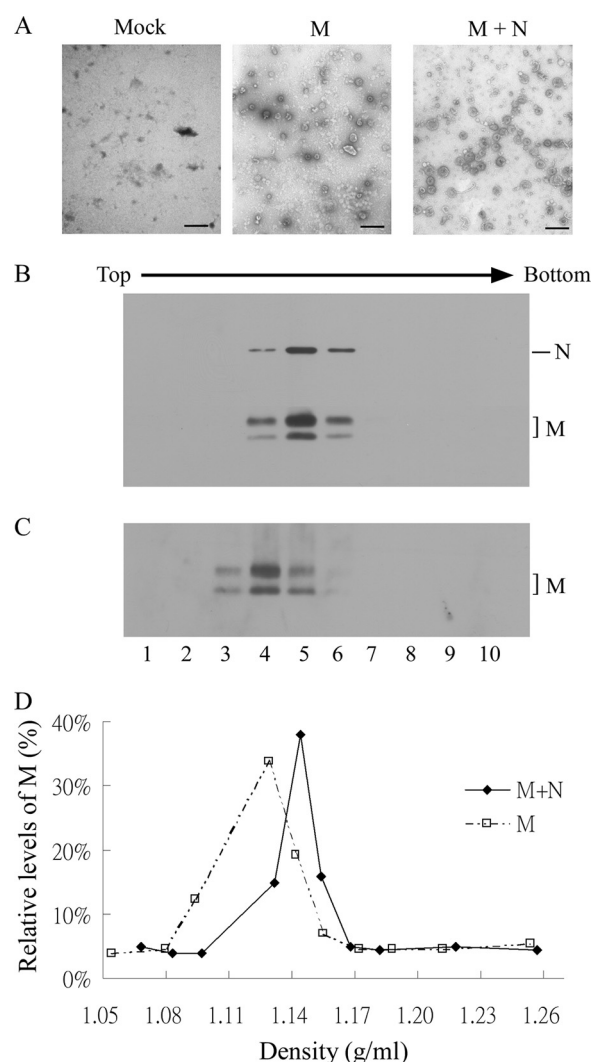 A
Mock M M + N
B
Top Bottom
N
M
C
M
1 2 3 4 5 6 7 8 9 10
D
40%
30%
20%
10%
0%
Relative levels of M (%)
M+N
M
1.05 1.08 1.11 1.14 1.17 1.20 1.23 1.26
Density (g/ml)